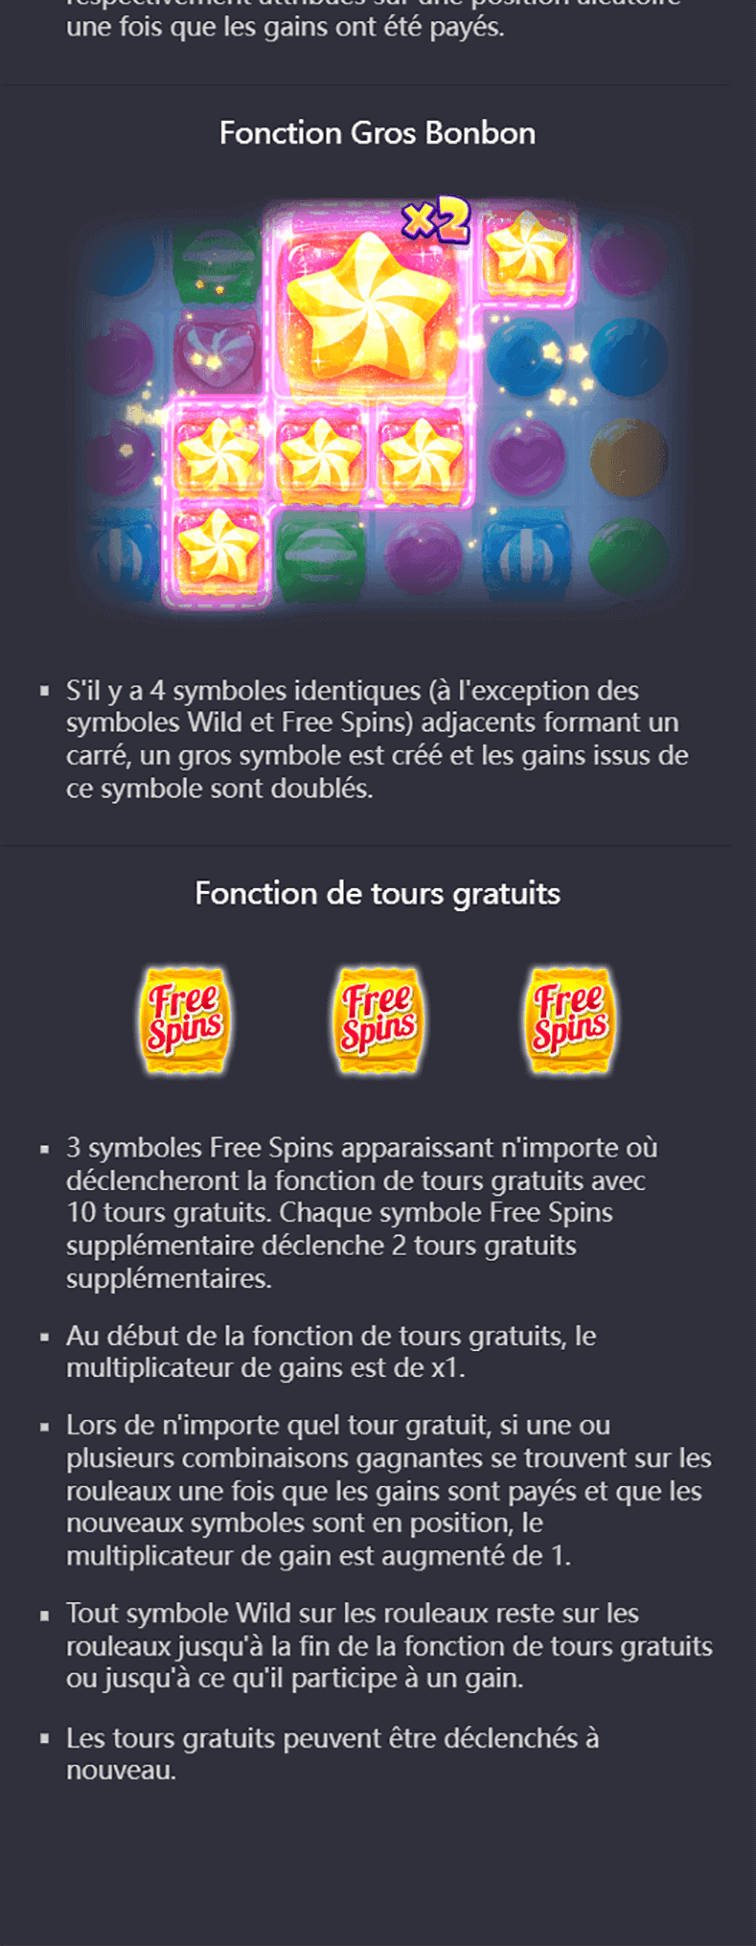 respectivement attribués sur une position aléatoire
une fois que les gains ont été payés.
Fonction Gros Bonbon
x2
S'il y a 4 symboles identiques (à l'exception des
symboles Wild et Free Spins) adjacents formant un
carré, un gros symbole est créé et les gains issus de
ce symbole sont doublés.
Fonction de tours gratuits
Free
Spins
Free
Spins
Free
Spins
3 symboles Free Spins apparaissant n'importe où
déclencheront la fonction de tours gratuits avec
10 tours gratuits. Chaque symbole Free Spins
supplémentaire déclenche 2 tours gratuits
supplémentaires.
Au début de la fonction de tours gratuits, le
multiplicateur de gains est de x1.
Lors de n'importe quel tour gratuit, si une ou
plusieurs combinaisons gagnantes se trouvent sur les
rouleaux une fois que les gains sont payés et que les
nouveaux symboles sont en position, le
multiplicateur de gain est augmenté de 1.
Tout symbole Wild sur les rouleaux reste sur les
rouleaux jusqu'à la fin de la fonction de tours gratuits
ou jusqu'à ce qu'il participe à un gain.
Les tours gratuits peuvent être déclenchés à
nouveau.